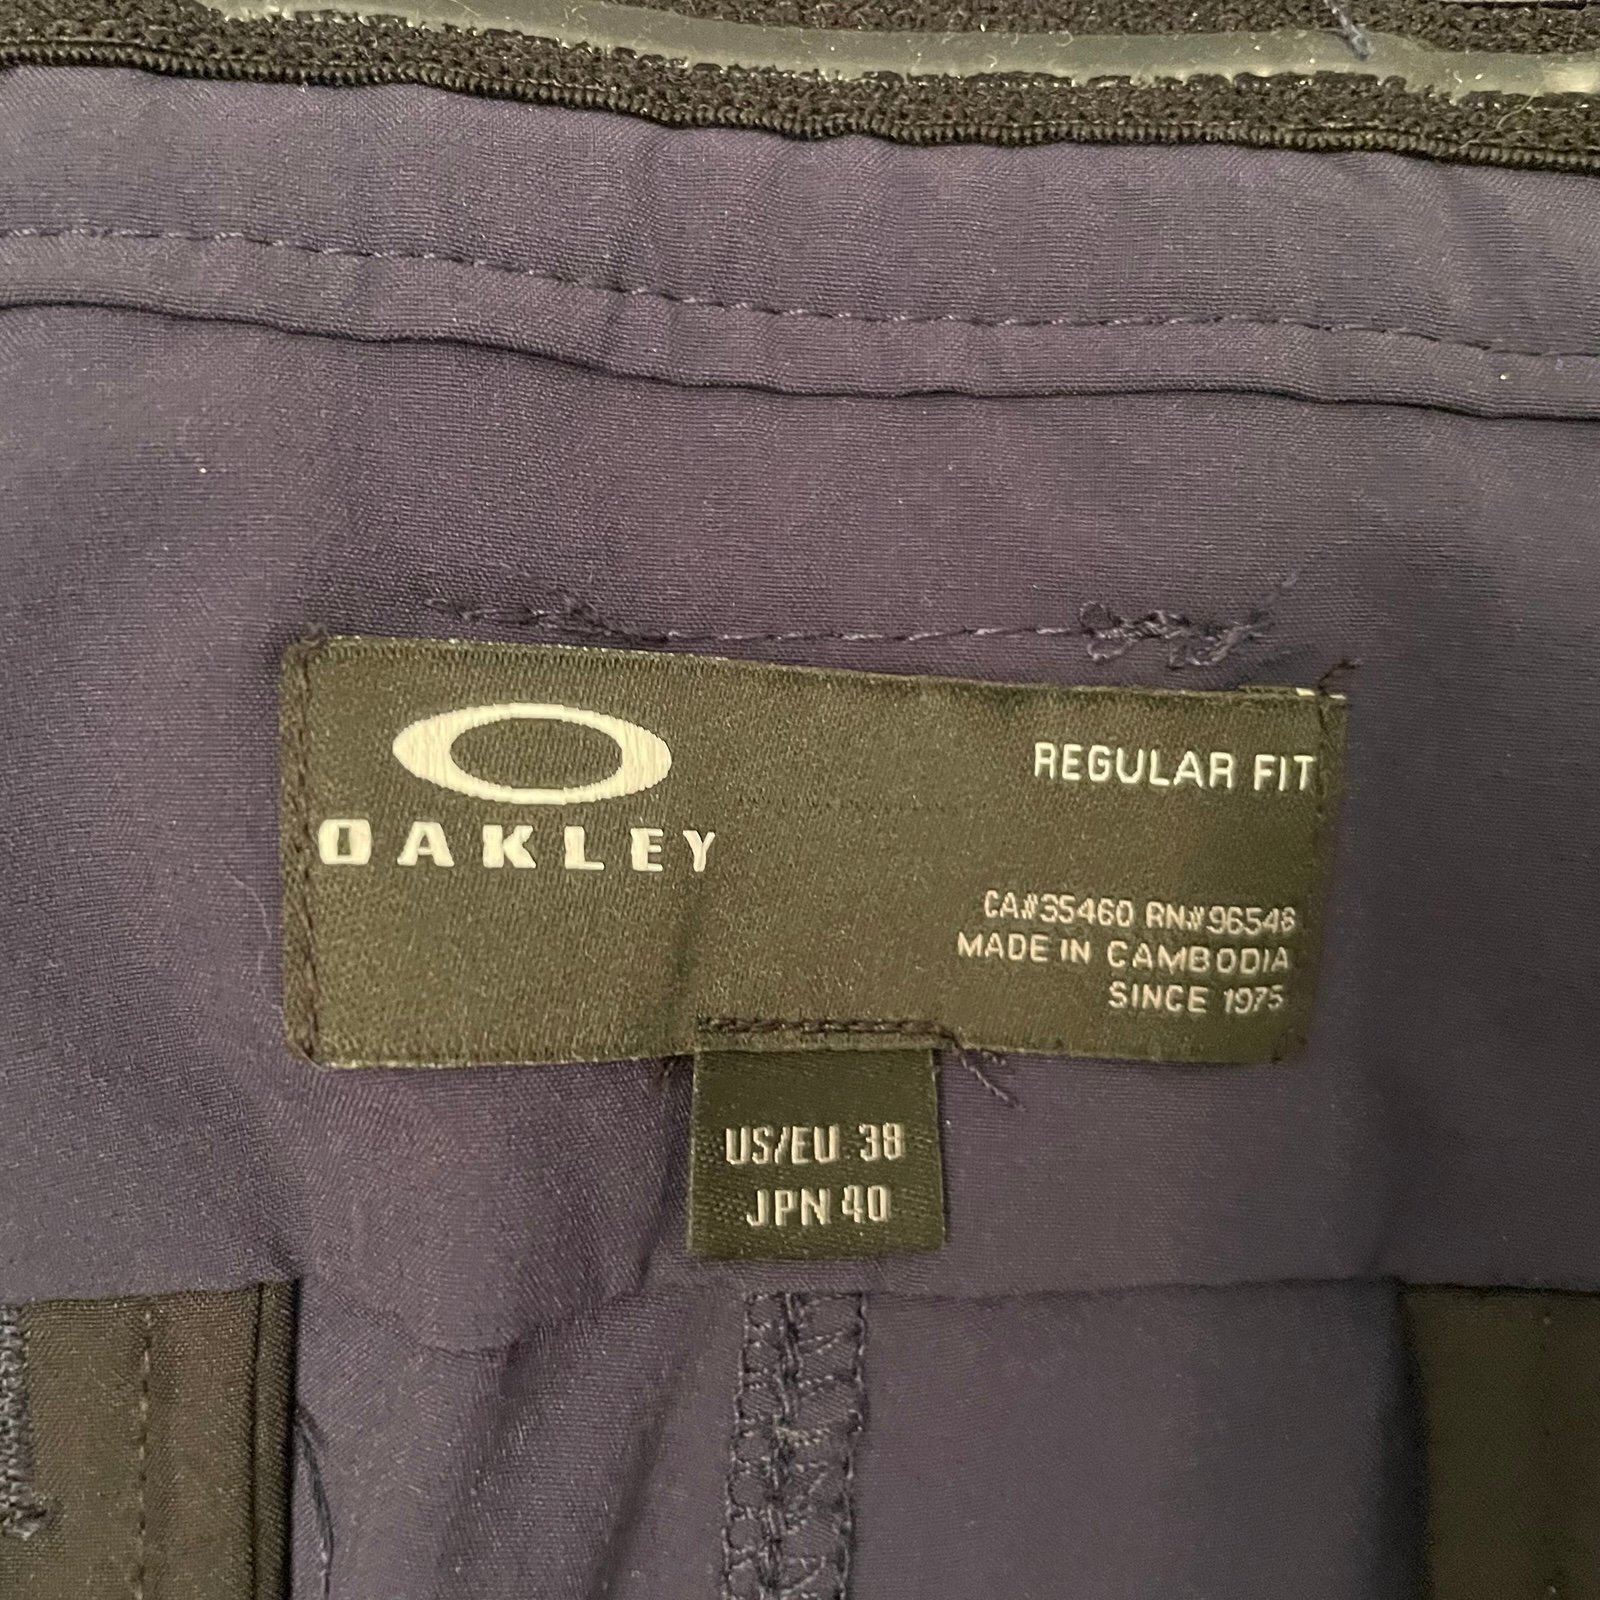 OAKLEY
REGULAR FIT
CA#35460 RN#96548
MADE IN CAMBODIA
SINCE 1975
US/EU 38
JPN 40